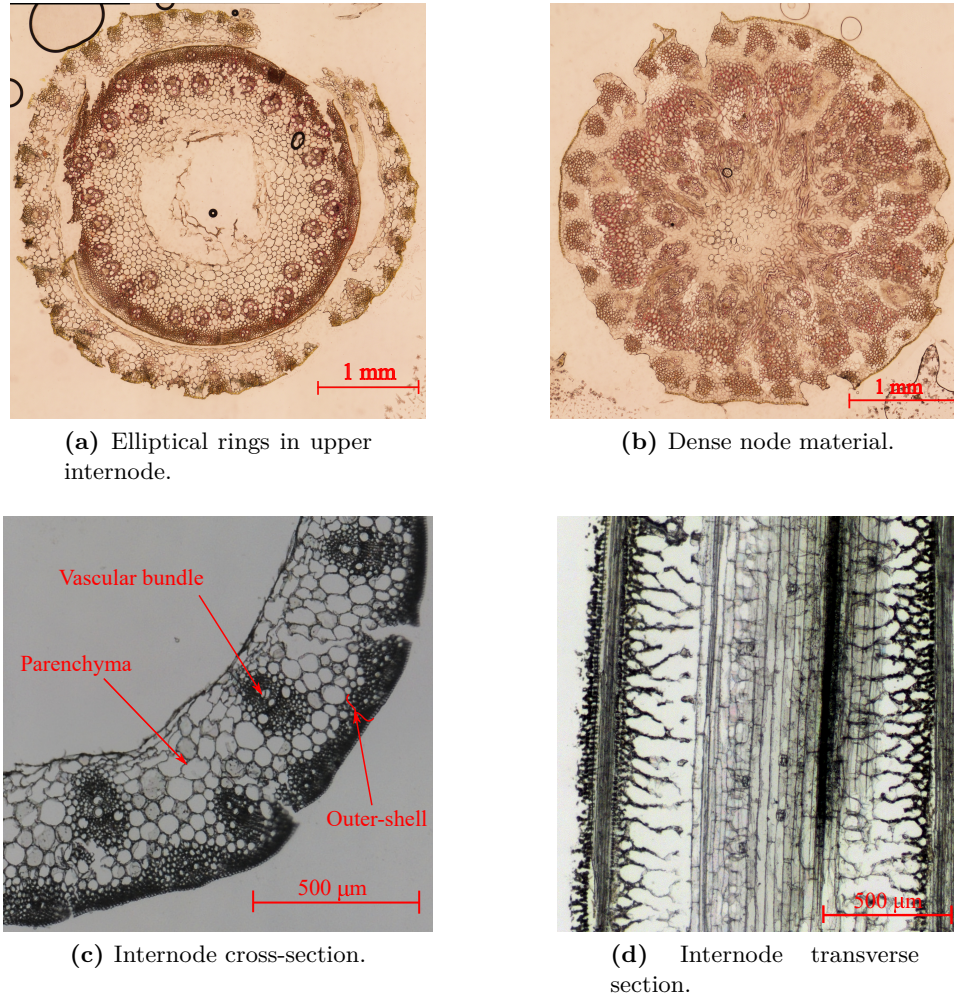 1 mm
1 mm
(a) Elliptical rings in upper
internode.
(b) Dense node material.
Vascular bundle
Parenchyma
Outer-shell
500 μm
500 μm
(c) Internode cross-section.
(d) Internode transverse
section.